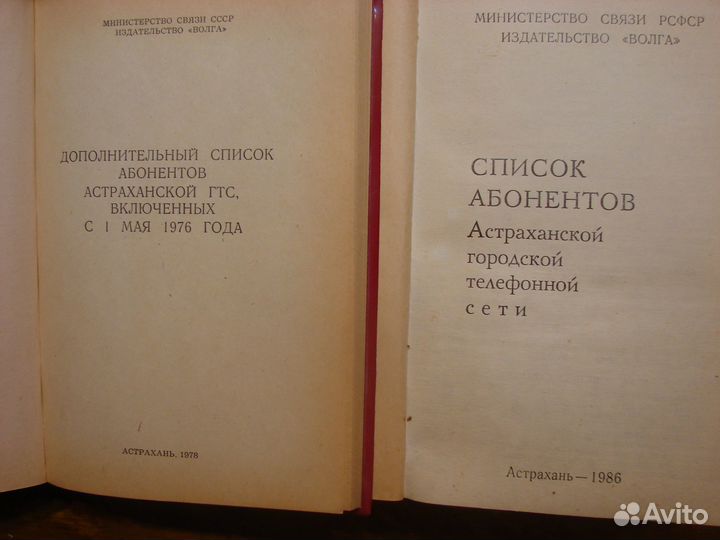 МИНИСТЕРСТВО СВЯЗИ СССР
ИЗДАТЕЛЬСТВО «ВОЛГА»
ДОПОЛНИТЕЛЬНЫЙ СПИСОК
АБОНЕНТОВ
АСТРАХАНСКОЙ ГТС,
ВКЛЮЧЕННЫХ
С 1 МАЯ 1976 ГОДА
АСТРАХАНЬ, 1978
МИНИСТЕРСТВО СВЯЗИ РСФСР
ИЗДАТЕЛЬСТВО «ВОЛГА»
СПИСОК
АБОНЕНТОВ
Астраханской
городской
телефонной
сети
Астрахань — 1986
Avito